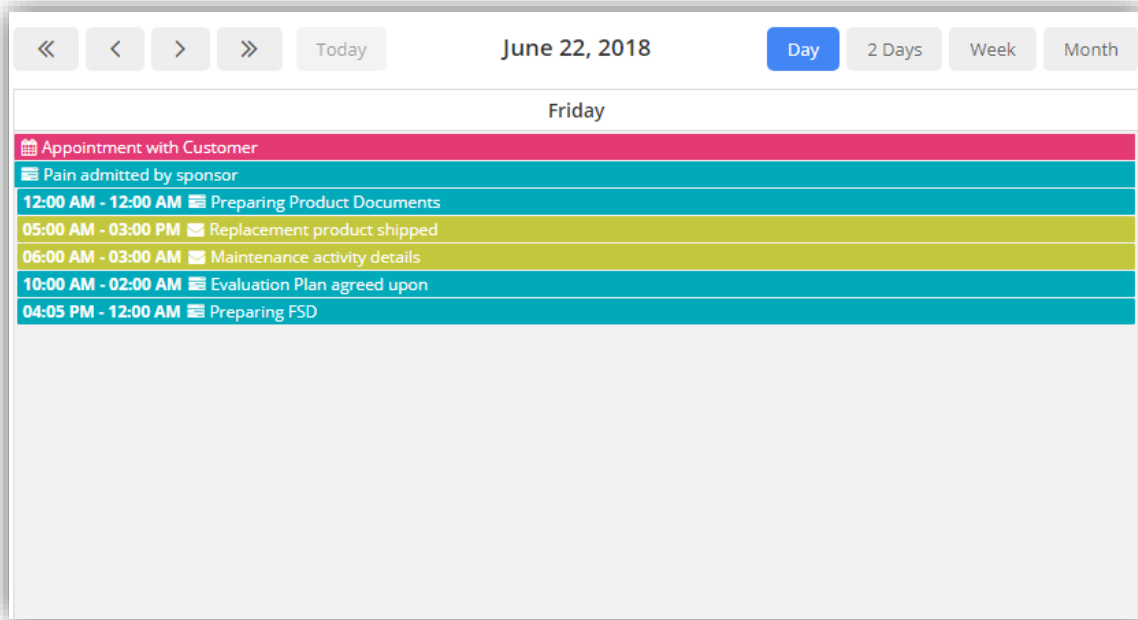 Today June 22, 2018 Day 2 Days Week Month
Friday
Appointment with Customer
Pain admitted by sponsor
12:00 AM - 12:00 AM Preparing Product Documents
05:00 AM - 03:00 PM Replacement product shipped
06:00 AM - 03:00 AM Maintenance activity details
10:00 AM - 02:00 AM Evaluation Plan agreed upon
04:05 PM - 12:00 AM Preparing FSD